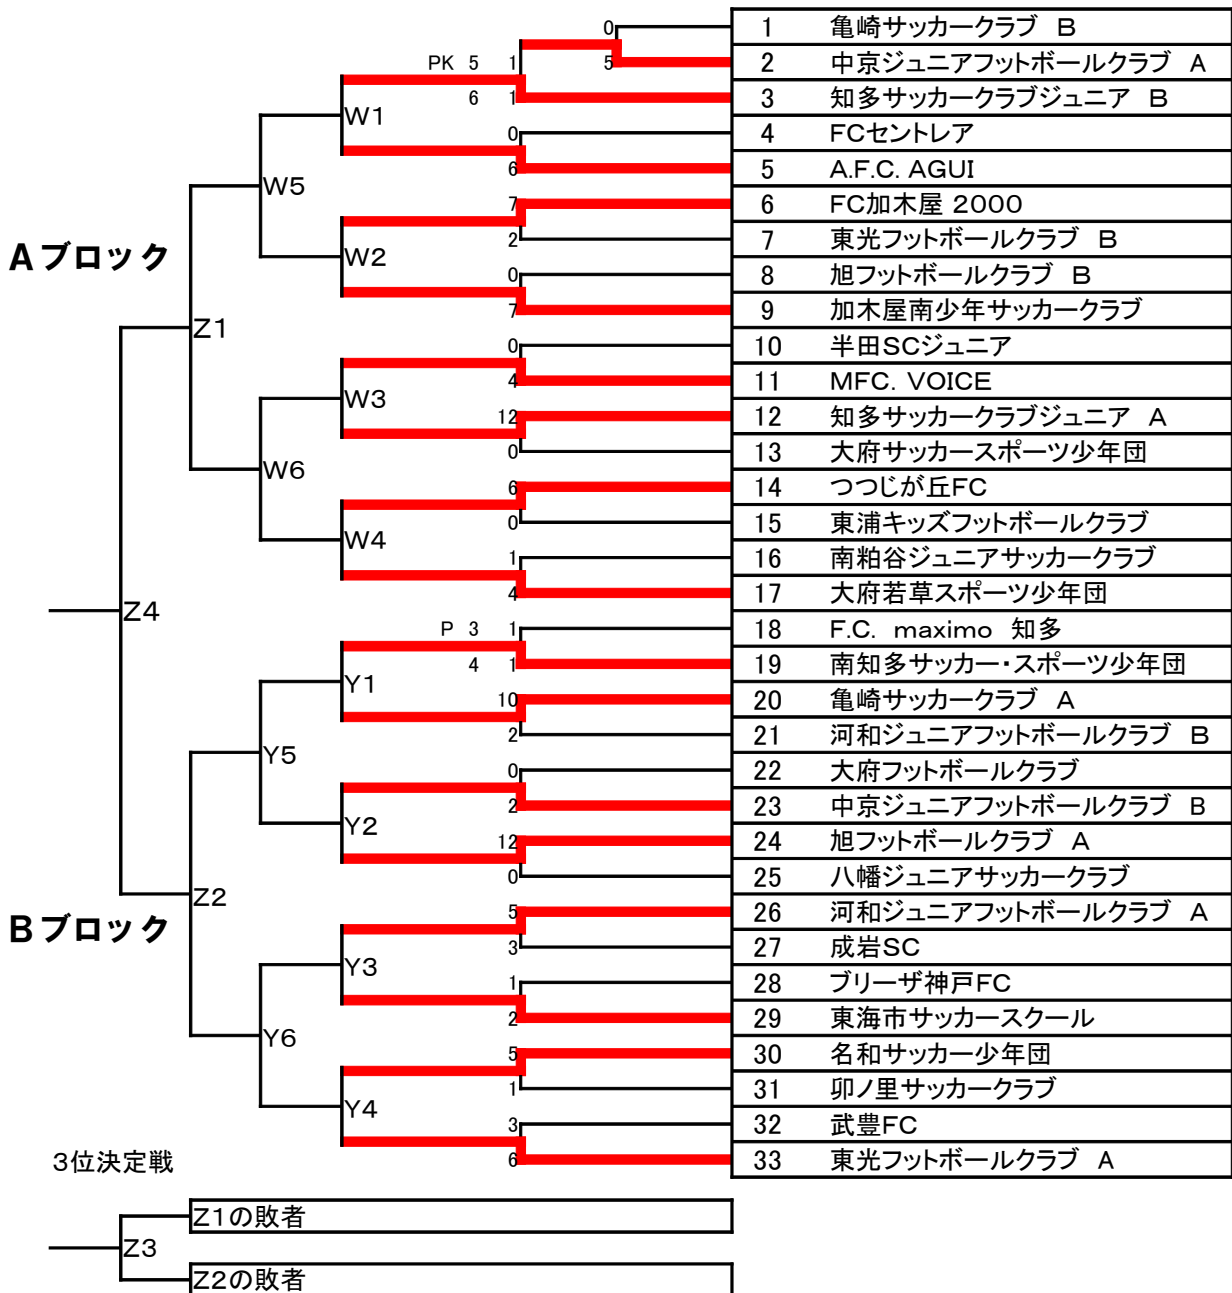 0 1 亀崎サッカークラブ B
PK 5 1 5 2 中京ジュニアフットボールクラブ A
6 1 3 知多サッカークラブジュニア B
W1
0 4 FCセントレア
6 5 A.F.C. AGUI
W5
7 6 FC加木屋 2000
2 7 東光フットボールクラブ B
Aブロック
W2
0 8 旭フットボールクラブ B
7 9 加木屋南少年サッカークラブ
Z1
0 10 半田SCジュニア
4 11 MFC. VOICE
W3
12 12 知多サッカークラブジュニア A
0 13 大府サッカースポーツ少年団
W6
6 14 つつじが丘FC
0 15 東浦キッズフットボールクラブ
W4
1 16 南粕谷ジュニアサッカークラブ
4 17 大府若草スポーツ少年団
Z4
P 3 1 18 F.C. maximo 知多
4 1 19 南知多サッカー・スポーツ少年団
Y1
10 20 亀崎サッカークラブ A
2 21 河和ジュニアフットボールクラブ B
Y5
0 22 大府フットボールクラブ
2 23 中京ジュニアフットボールクラブ B
Y2
12 24 旭フットボールクラブ A
0 25 八幡ジュニアサッカークラブ
Z2
Bブロック
5 26 河和ジュニアフットボールクラブ A
3 27 成岩SC
Y3
1 28 ブリーザ神戸FC
2 29 東海市サッカースクール
Y6
5 30 名和サッカー少年団
1 31 卯ノ里サッカークラブ
Y4
3 32 武豊FC
6 33 東光フットボールクラブ A
3位決定戦
Z1の敗者
Z3
Z2の敗者